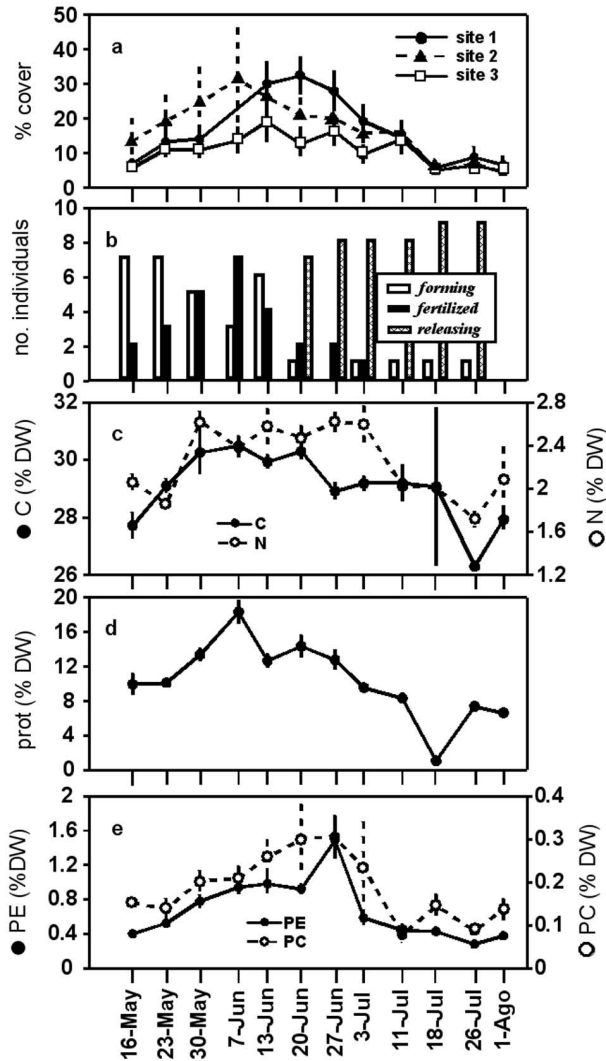 50
40
30
20
10
0
% cover
a
site 1
site 2
site 3
10
8
6
4
2
0
no. individuals
b
forming
fertilized
releasing
32
30
28
26
C (% DW)
c
C
N
2.8
2.4
2
1.6
1.2
N (% DW)
20
16
12
8
4
0
prot (% DW)
d
2
1.6
1.2
0.8
0.4
0
PE (%DW)
e
PE
PC
0.4
0.3
0.2
0.1
0
PC (%DW)
16-May
23-May
30-May
7-Jun
13-Jun
20-Jun
27-Jun
3-Jul
11-Jul
18-Jul
26-Jul
1-Ago